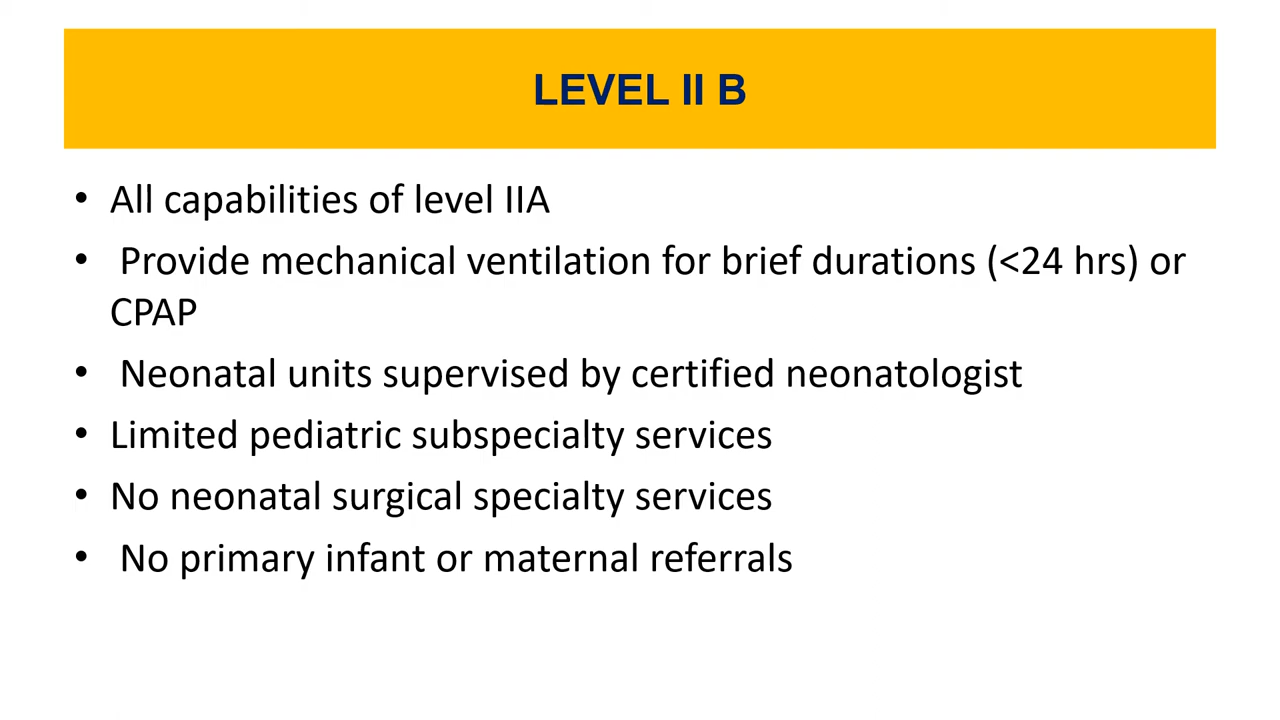 LEVEL II B
• All capabilities of level IIA
• Provide mechanical ventilation for brief durations (<24 hrs) or
CPAP
• Neonatal units supervised by certified neonatologist
• Limited pediatric subspecialty services
• No neonatal surgical specialty services
• No primary infant or maternal referrals